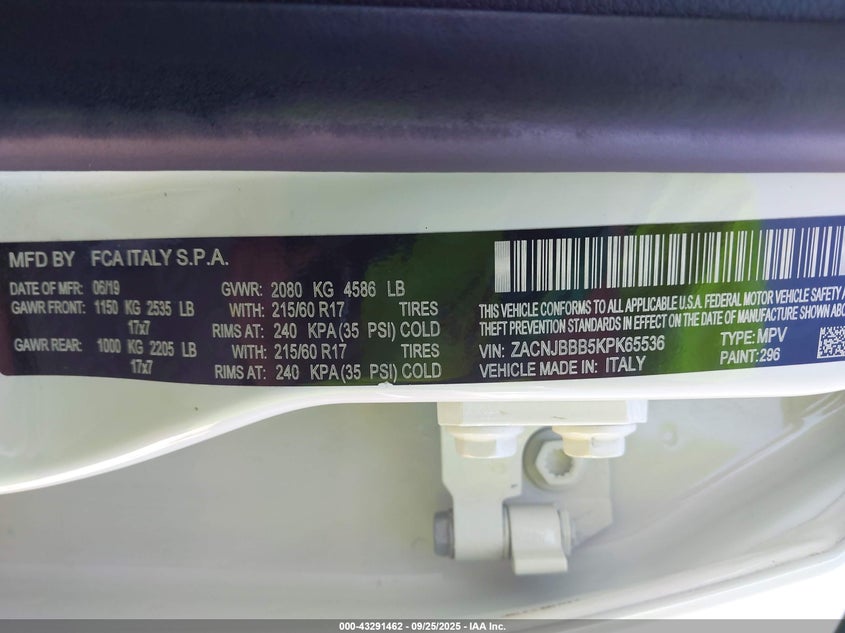 MFD BY FCA ITALY S.P.A.
DATE OF MFR: 06/19 GVWR: 2080 KG 4586 LB
GAWR FRONT: 1150 KG 2535 LB WITH: 215/60 R17 TIRES
17x7 RIMS AT: 240 KPA (35 PSI) COLD
GAWR REAR: 1000 KG 2205 LB WITH: 215/60 R17 TIRES
17x7 RIMS AT: 240 KPA (35 PSI) COLD
THIS VEHICLE CONFORMS TO ALL APPLICABLE U.S.A. FEDERAL MOTOR VEHICLE SAFETY
THEFT PREVENTION STANDARDS IN EFFECT ON THE DATE OF MANUFACTURE SHOWN
VIN: ZACNJBBB5KPK65536 TYPE: MPV
VEHICLE MADE IN: ITALY PAINT: 296
000-43291462 - 09/25/2025 - IAA Inc.